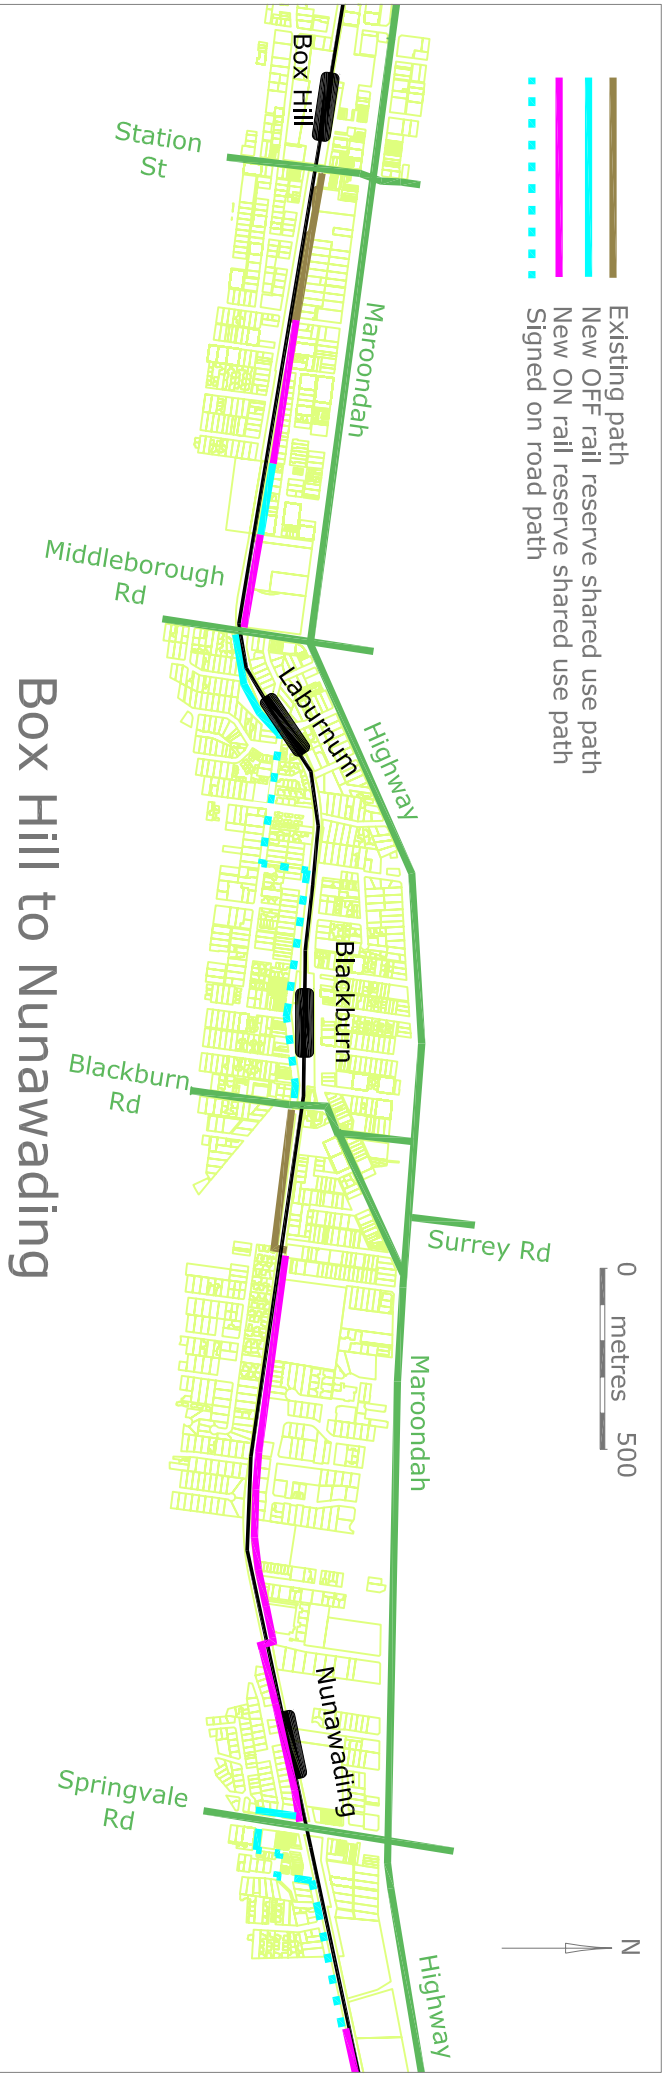 Existing path
New OFF rail reserve shared use path
New ON rail reserve shared use path
Signed on road path
0 metres 500
N
Box Hill
Station
St
Maroondah
Middleborough
Rd
Laburnum
Highway
Blackburn
Blackburn
Rd
Surrey Rd
Maroondah
Nunawading
Springvale
Rd
Highway
Box Hill to Nunawading